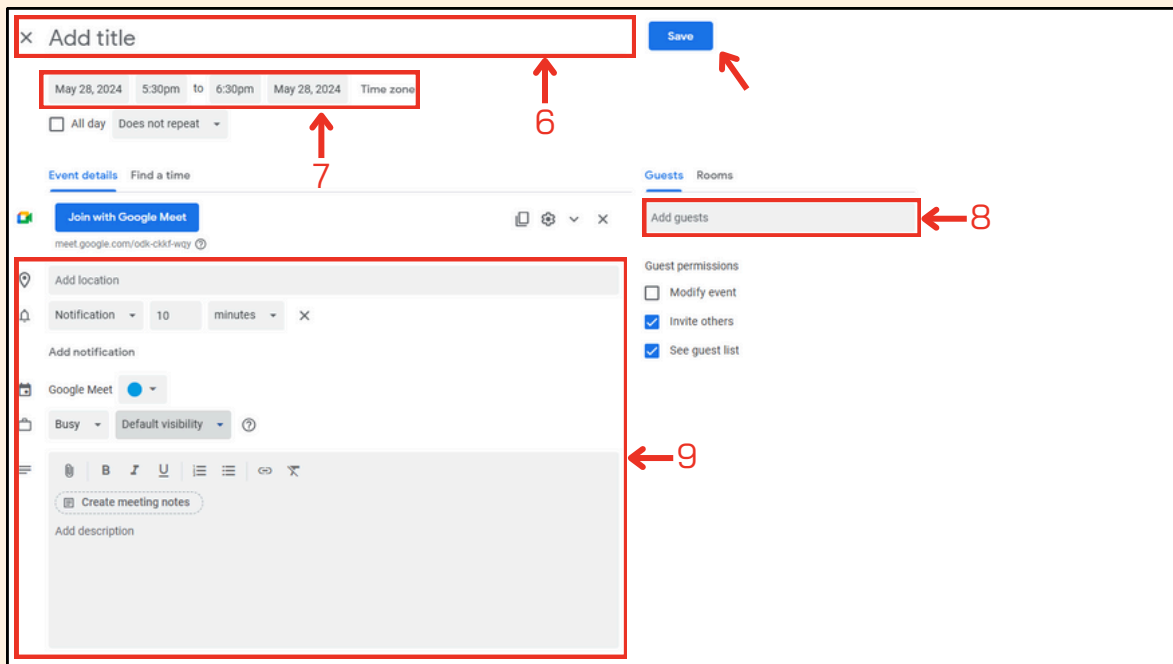 Add title
Save
6
May 28, 2024 5:30pm to 6:30pm May 28, 2024 Time zone
7
All day Does not repeat
Event details Find a time
Guests Rooms
Join with Google Meet
meet.google.com/odk-ckkf-wqy
Add guests
8
Add location
Notification 10 minutes
Add notification
Google Meet
Busy Default visibility
Guest permissions
Modify event
Invite others
See guest list
9
B I U
Create meeting notes
Add description